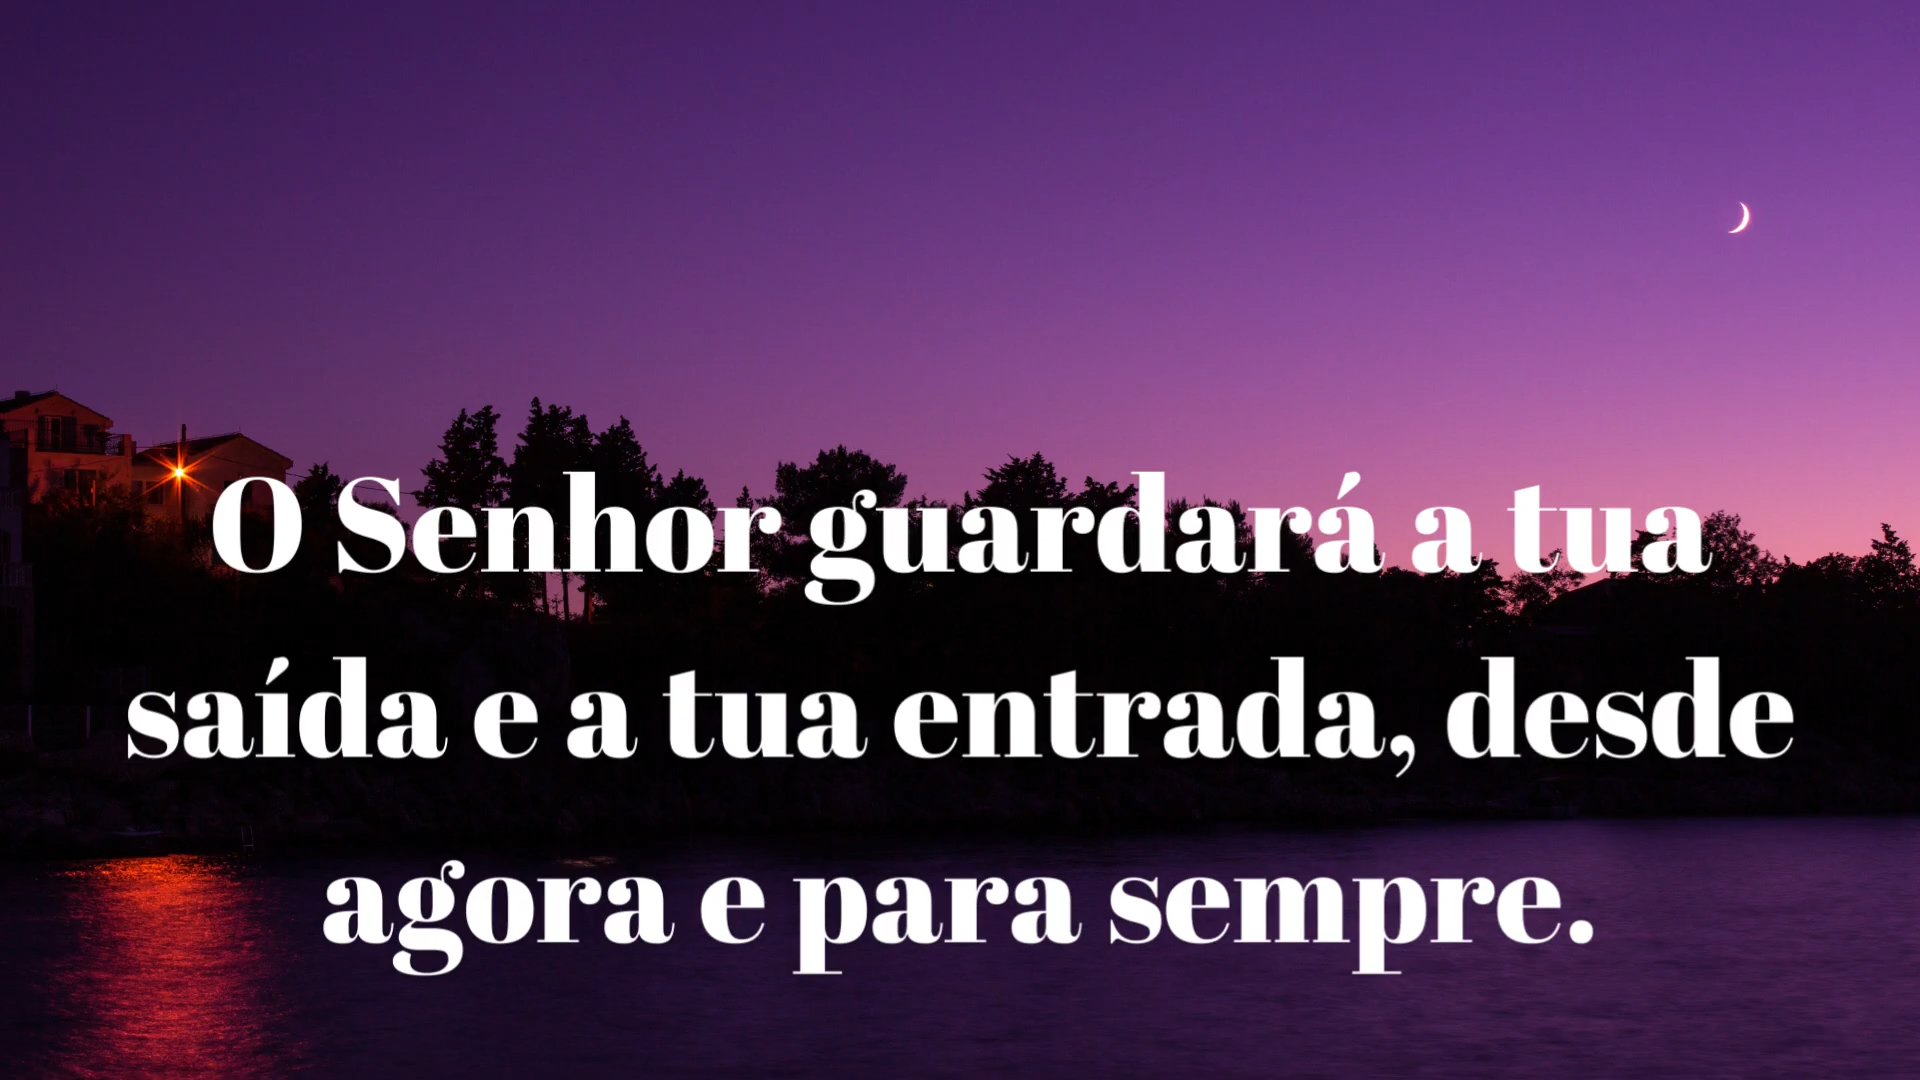 O Senhor guardará a tua
saída e a tua entrada, desde
agora e para sempre.